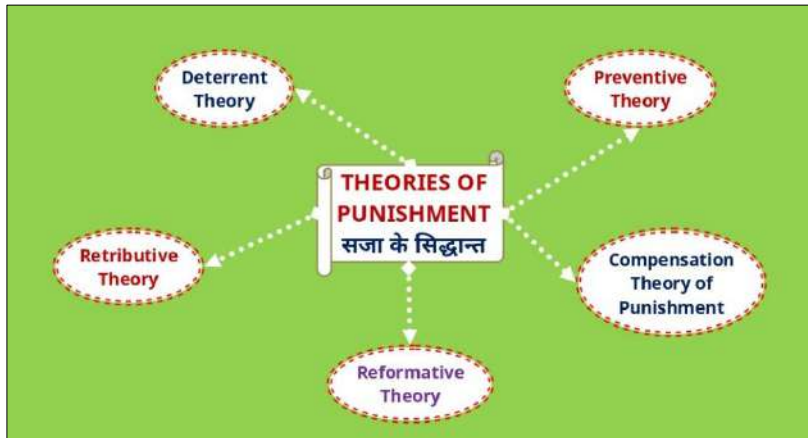 Deterrent
Theory
Preventive
Theory
THEORIES OF
PUNISHMENT
सजा के सिद्धान्त
Retributive
Theory
Compensation
Theory of
Punishment
Reformative
Theory